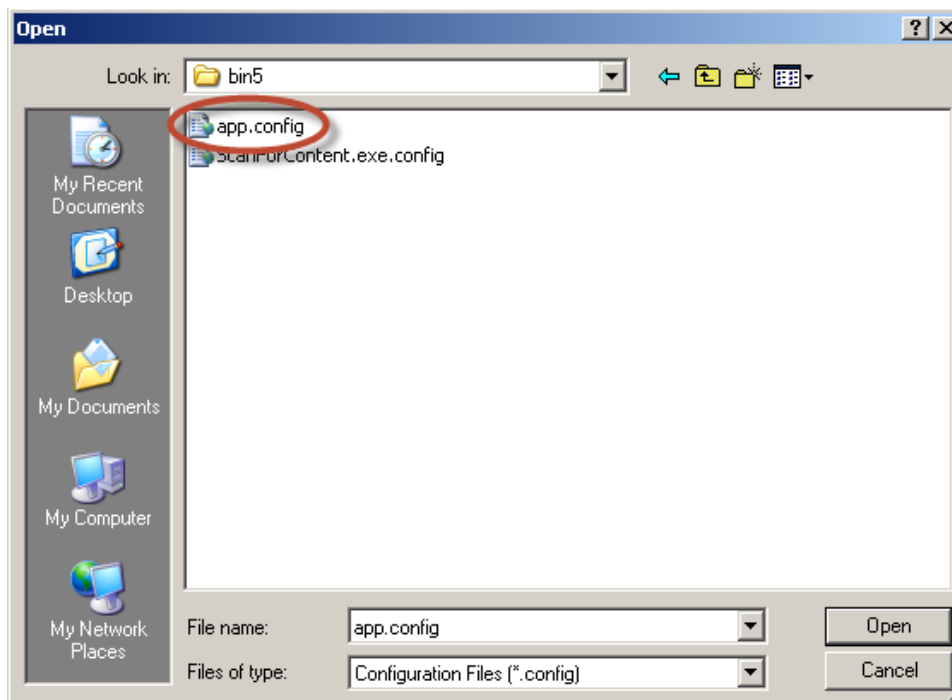 Open
Look in: bin5
app.config
ScanForContent.exe.config
My Recent
Documents
Desktop
My Documents
My Computer
My Network
Places
File name: app.config Open
Files of type: Configuration Files (*.config) Cancel